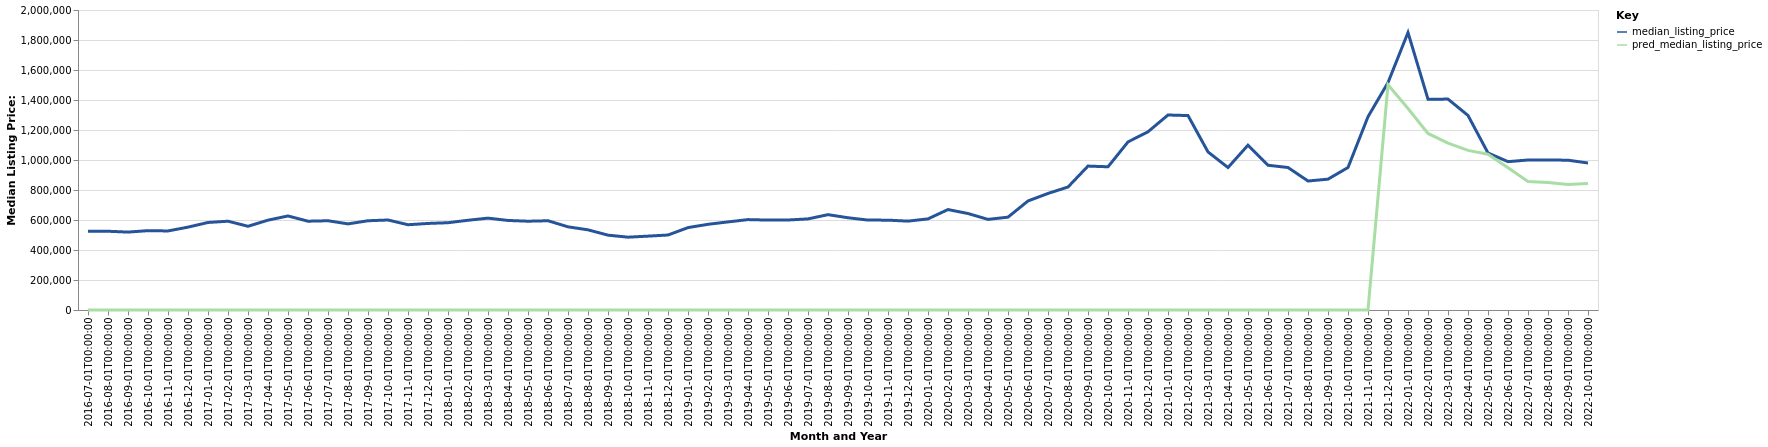 2,000,000
1,800,000
1,600,000
1,400,000
1,200,000
1,000,000
800,000
600,000
400,000
200,000
0
Median Listing Price:
2016-07-01T00:00:00
2016-08-01T00:00:00
2016-09-01T00:00:00
2016-10-01T00:00:00
2016-11-01T00:00:00
2016-12-01T00:00:00
2017-01-01T00:00:00
2017-02-01T00:00:00
2017-03-01T00:00:00
2017-04-01T00:00:00
2017-05-01T00:00:00
2017-06-01T00:00:00
2017-07-01T00:00:00
2017-08-01T00:00:00
2017-09-01T00:00:00
2017-10-01T00:00:00
2017-11-01T00:00:00
2017-12-01T00:00:00
2018-01-01T00:00:00
2018-02-01T00:00:00
2018-03-01T00:00:00
2018-04-01T00:00:00
2018-05-01T00:00:00
2018-06-01T00:00:00
2018-07-01T00:00:00
2018-08-01T00:00:00
2018-09-01T00:00:00
2018-10-01T00:00:00
2018-11-01T00:00:00
2018-12-01T00:00:00
2019-01-01T00:00:00
2019-02-01T00:00:00
2019-03-01T00:00:00
2019-04-01T00:00:00
2019-05-01T00:00:00
2019-06-01T00:00:00
2019-07-01T00:00:00
2019-08-01T00:00:00
2019-09-01T00:00:00
2019-10-01T00:00:00
2019-11-01T00:00:00
2019-12-01T00:00:00
2020-01-01T00:00:00
2020-02-01T00:00:00
2020-03-01T00:00:00
2020-04-01T00:00:00
2020-05-01T00:00:00
2020-06-01T00:00:00
2020-07-01T00:00:00
2020-08-01T00:00:00
2020-09-01T00:00:00
2020-10-01T00:00:00
2020-11-01T00:00:00
2020-12-01T00:00:00
2021-01-01T00:00:00
2021-02-01T00:00:00
2021-03-01T00:00:00
2021-04-01T00:00:00
2021-05-01T00:00:00
2021-06-01T00:00:00
2021-07-01T00:00:00
2021-08-01T00:00:00
2021-09-01T00:00:00
2021-10-01T00:00:00
2021-11-01T00:00:00
2021-12-01T00:00:00
2022-01-01T00:00:00
2022-02-01T00:00:00
2022-03-01T00:00:00
2022-04-01T00:00:00
2022-05-01T00:00:00
2022-06-01T00:00:00
2022-07-01T00:00:00
2022-08-01T00:00:00
2022-09-01T00:00:00
2022-10-01T00:00:00
Month and Year
Key
median_listing_price
pred_median_listing_price